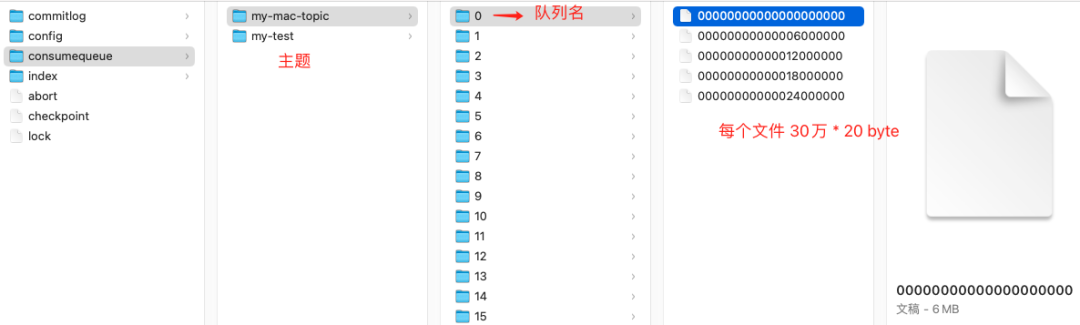 commitlog
config
consumequeue
index
abort
checkpoint
lock
my-mac-topic
my-test
主题
0
队列名
1
2
3
4
5
6
7
8
9
10
11
12
13
14
15
00000000000000000000
00000000000006000000
00000000000012000000
00000000000018000000
00000000000024000000
每个文件 30万 * 20 byte
00000000000000000000
文稿 - 6 MB